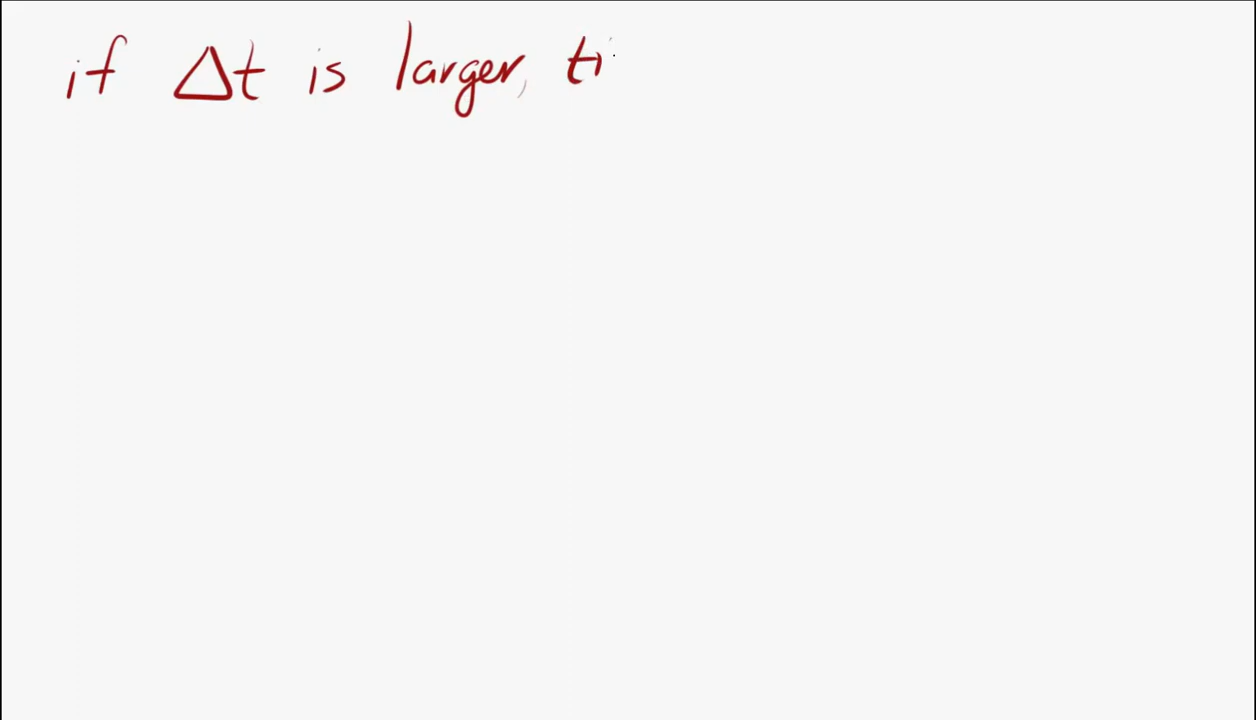 if Δt is larger, ti